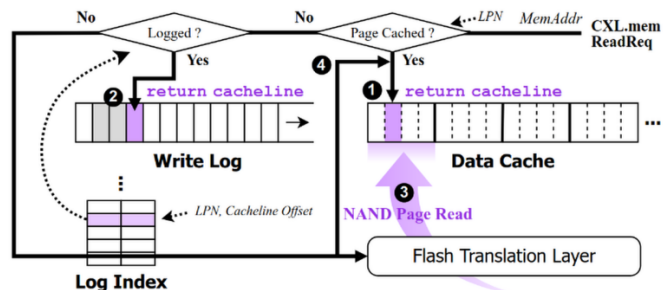 No
Logged ?
No
Page Cached ?
LPN
MemAddr
CXL.mem
ReadReq
Yes
4
Yes
2
return cacheline
1
return cacheline
...
Write Log
Data Cache
...
3
LPN, Cacheline Offset
NAND Page Read
Flash Translation Layer
Log Index